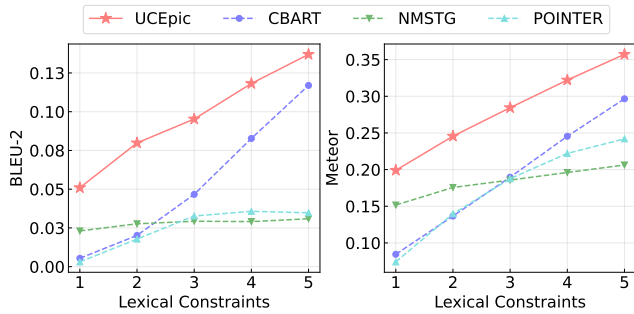 UCEpic CBART NMSTG POINTER
BLEU-2
0.13
0.10
0.08
0.05
0.03
0.00
1 2 3 4 5
Lexical Constraints
Meteor
0.35
0.30
0.25
0.20
0.15
0.10
1 2 3 4 5
Lexical Constraints